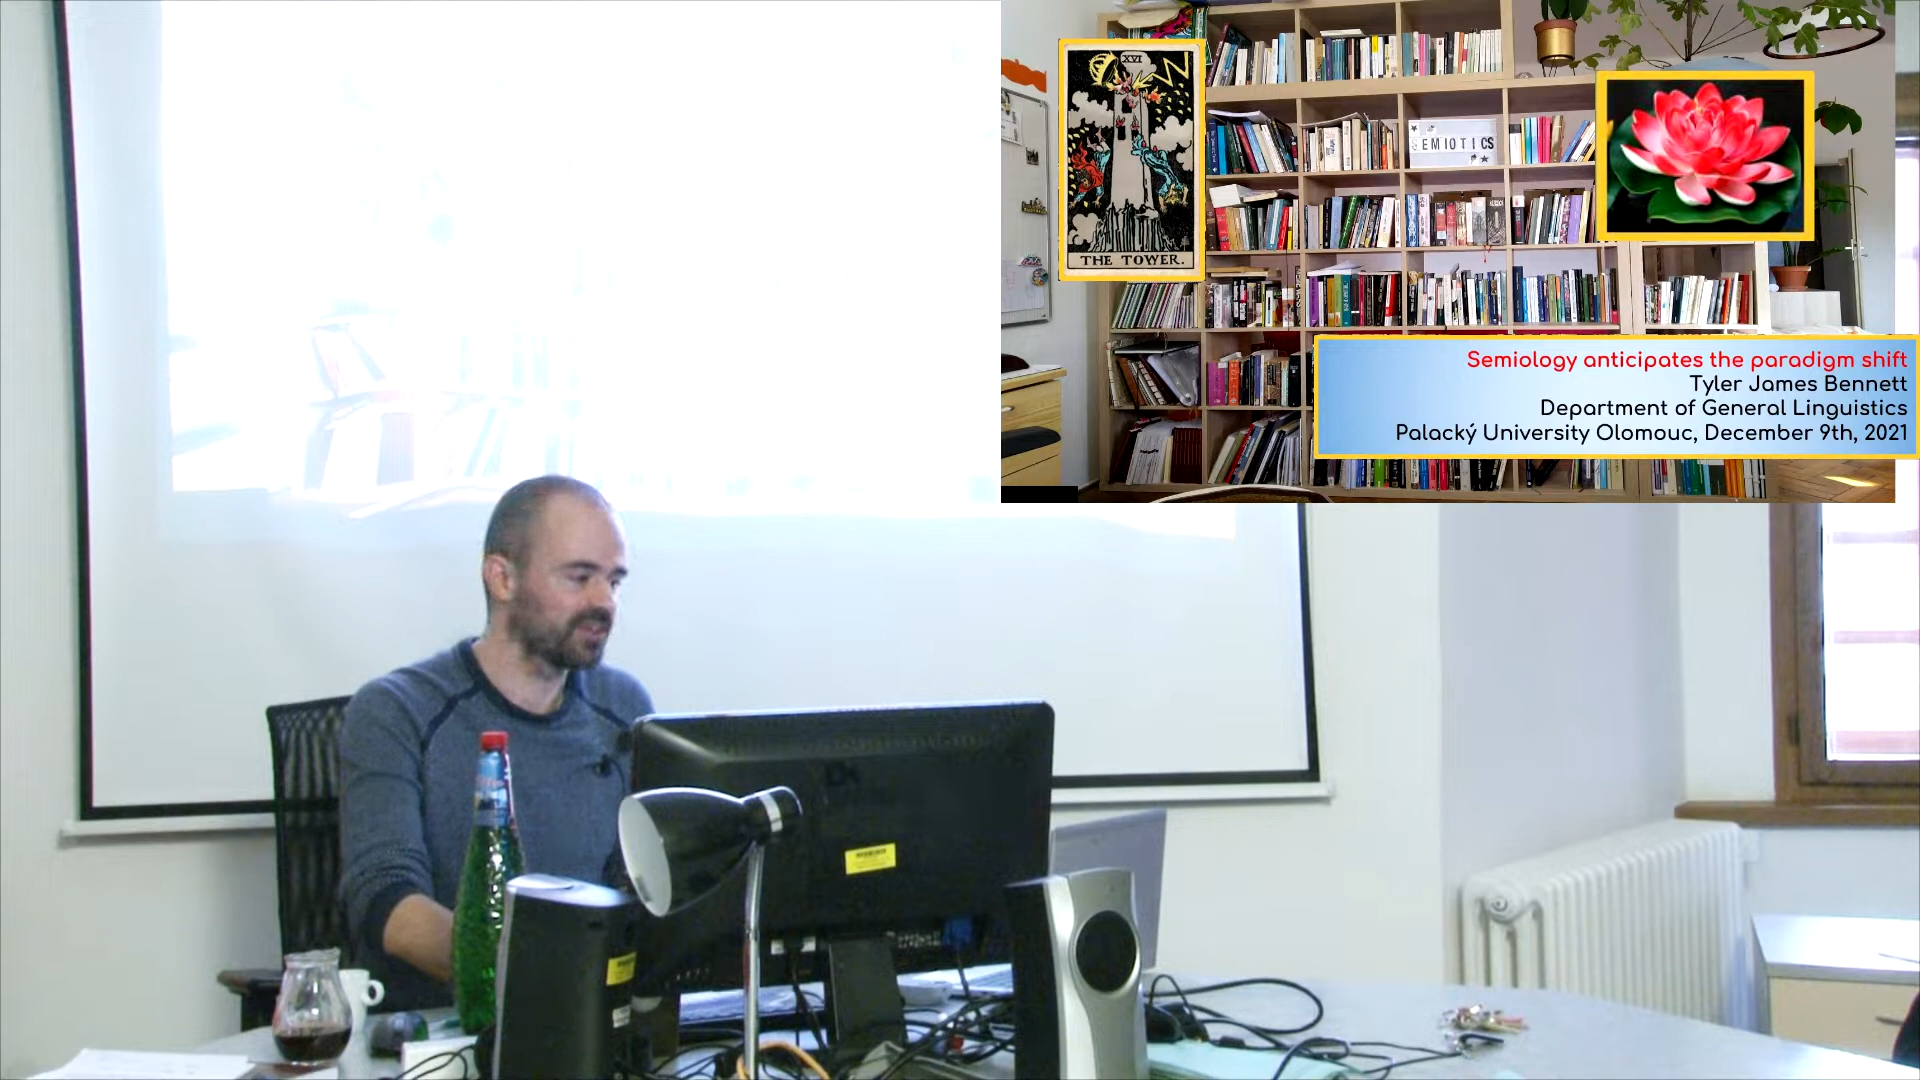 XVI
THE TOWER.
EMIOTICS
Semiology anticipates the paradigm shift
Tyler James Bennett
Department of General Linguistics
Palacký University Olomouc, December 9th, 2021